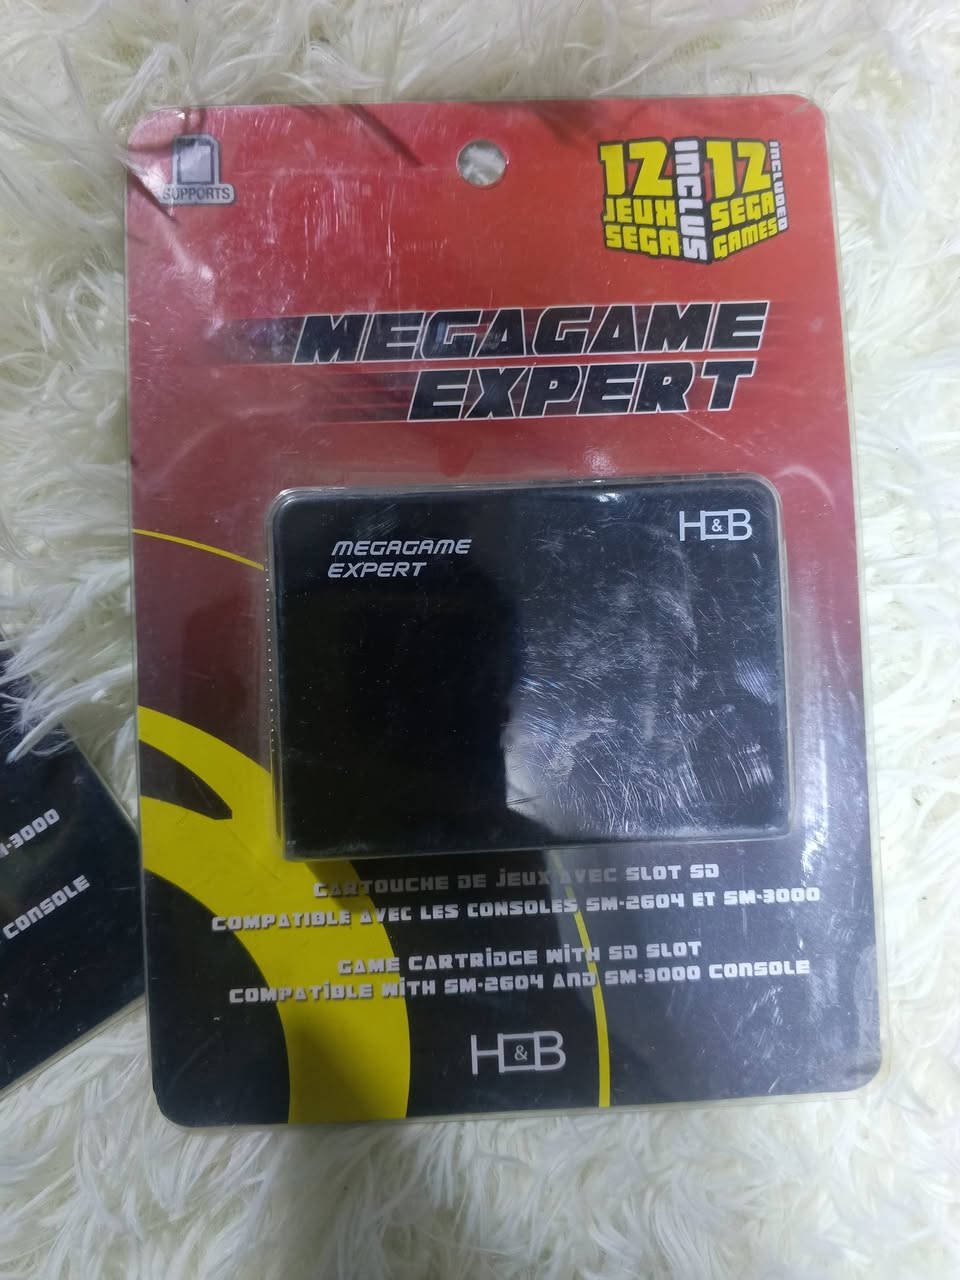 SUPPORTS
12
JEUX
SEGA
INCLUS
12
SEGA
GAMES
INCLUDED
MEGAGAME
EXPERT
MEGAGAME
EXPERT
H&B
CARTOUCHE DE JEUX AVEC SLOT SD
COMPATIBLE AVEC LES CONSOLES SM-2604 ET SM-3000
GAME CARTRIDGE WITH SD SLOT
COMPATIBLE WITH SM-2604 AND SM-3000 CONSOLE
H&B
-3000
CONSOLE